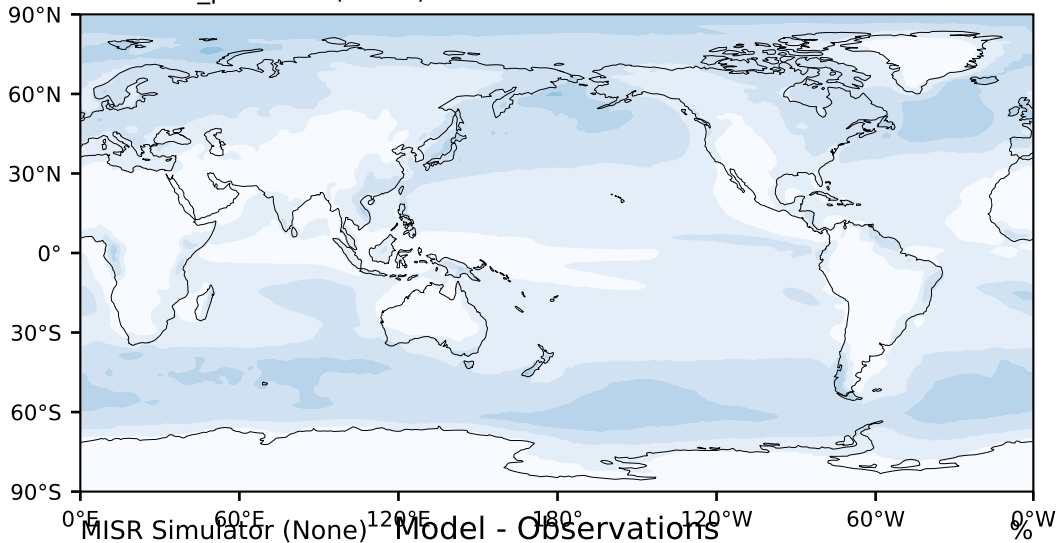 90°N
60°N
30°N
0°
30°S
60°S
90°S
0°E 60°E 120°E 180° 120°W 60°W 0°W
MISR Simulator (None) Model - Observations %